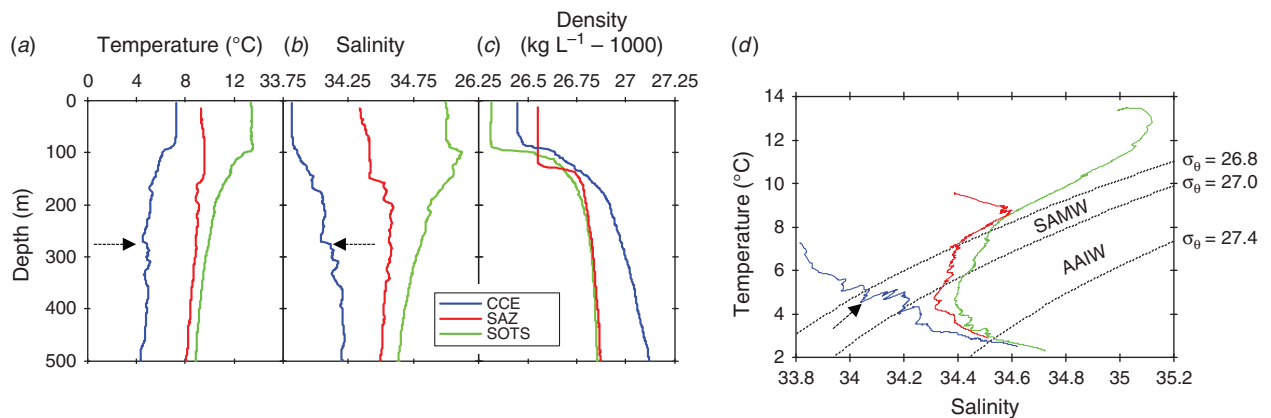 (a) Temperature (°C)
0 4 8 12
(b) Salinity
33.75 34.25 34.75
(c) Density
(kg L⁻¹ – 1000)
26.25 26.5 26.75 27 27.25
Depth (m)
0
100
200
300
400
500
CCE
SAZ
SOTS
(d)
Temperature (°C)
14
12
10
8
6
4
2
σθ = 26.8
σθ = 27.0
σθ = 27.4
SAMW
AAIW
33.8 34 34.2 34.4 34.6 34.8 35 35.2
Salinity